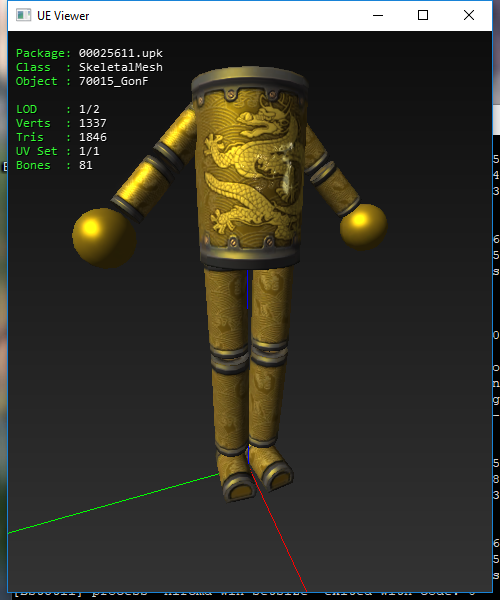 UE Viewer
Package: 00025611.upk
Class : SkeletalMesh
Object : 70015_GonF
LOD : 1/2
Verts : 1337
Tris : 1846
UV Set : 1/1
Bones : 81